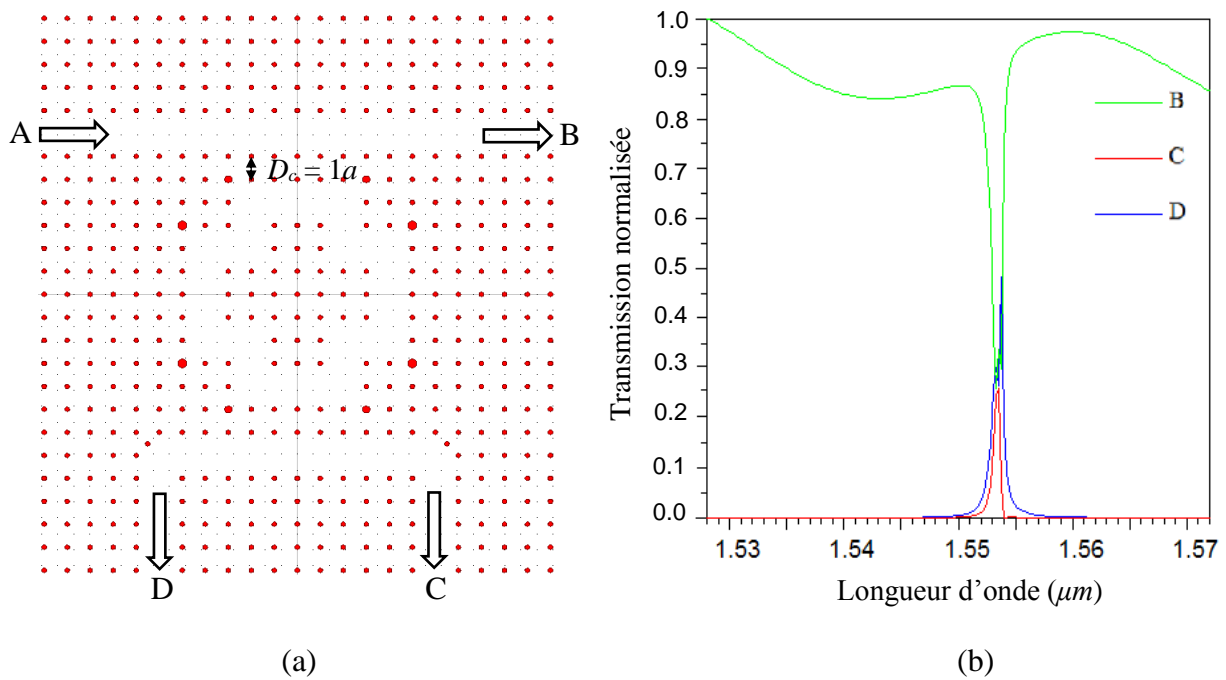 A
B
D_c = 1a
D
C
(a)
1.0
0.9
0.8
0.7
0.6
0.5
0.4
0.3
0.2
0.1
0.0
Transmission normalisée
B
C
D
1.53
1.54
1.55
1.56
1.57
Longueur d'onde (μm)
(b)